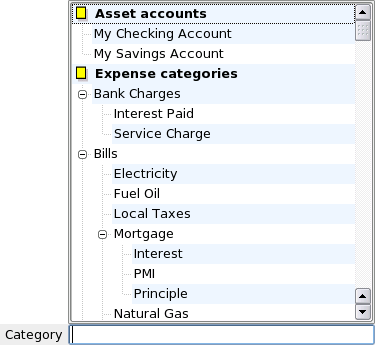 Asset accounts
My Checking Account
My Savings Account
Expense categories
Bank Charges
Interest Paid
Service Charge
Bills
Electricity
Fuel Oil
Local Taxes
Mortgage
Interest
PMI
Principle
Natural Gas
Category